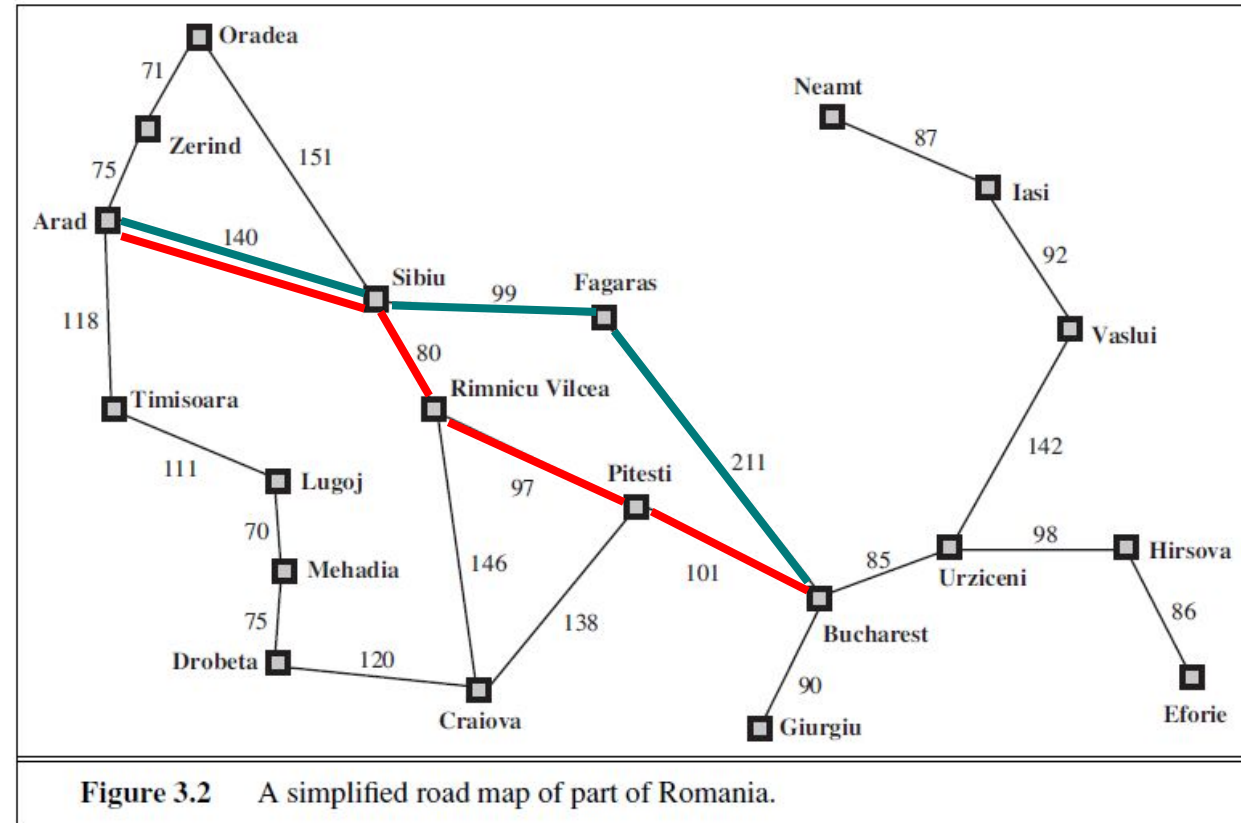 Oradea
71
Neamt
Zerind
87
75
151
Iasi
Arad
140
92
Sibiu
Fagaras
99
118
Vaslui
80
Rimnicu Vilcea
Timisoara
142
111
211
Lugoj
Pitesti
97
70
98
Hirsova
85
Mehadia
146
101
Urziceni
86
75
138
Bucharest
Drobeta
120
90
Craiova
Giurgiu
Eforie
Figure 3.2 A simplified road map of part of Romania.